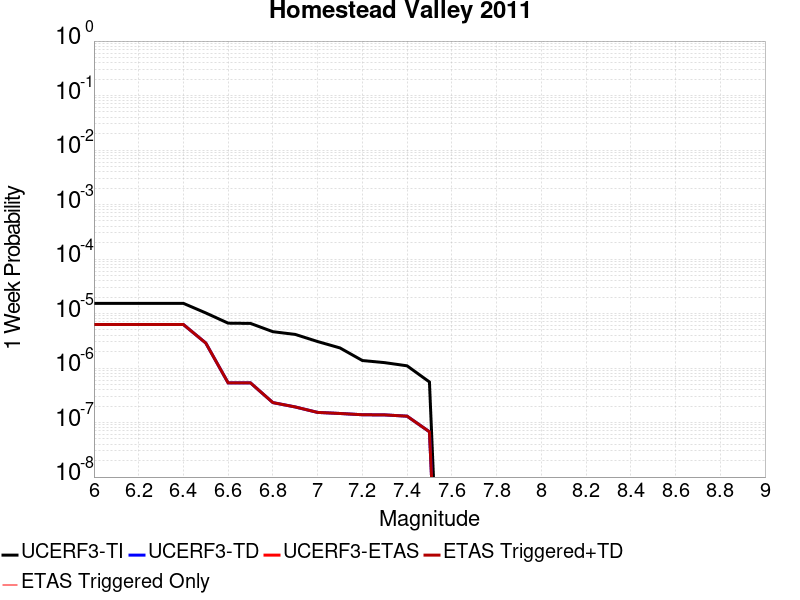 Homestead Valley 2011
10^0
10^-1
10^-2
10^-3
10^-4
10^-5
10^-6
10^-7
10^-8
1 Week Probability
6 6.2 6.4 6.6 6.8 7 7.2 7.4 7.6 7.8 8 8.2 8.4 8.6 8.8 9
Magnitude
UCERF3-TI UCERF3-TD UCERF3-ETAS ETAS Triggered+TD
ETAS Triggered Only